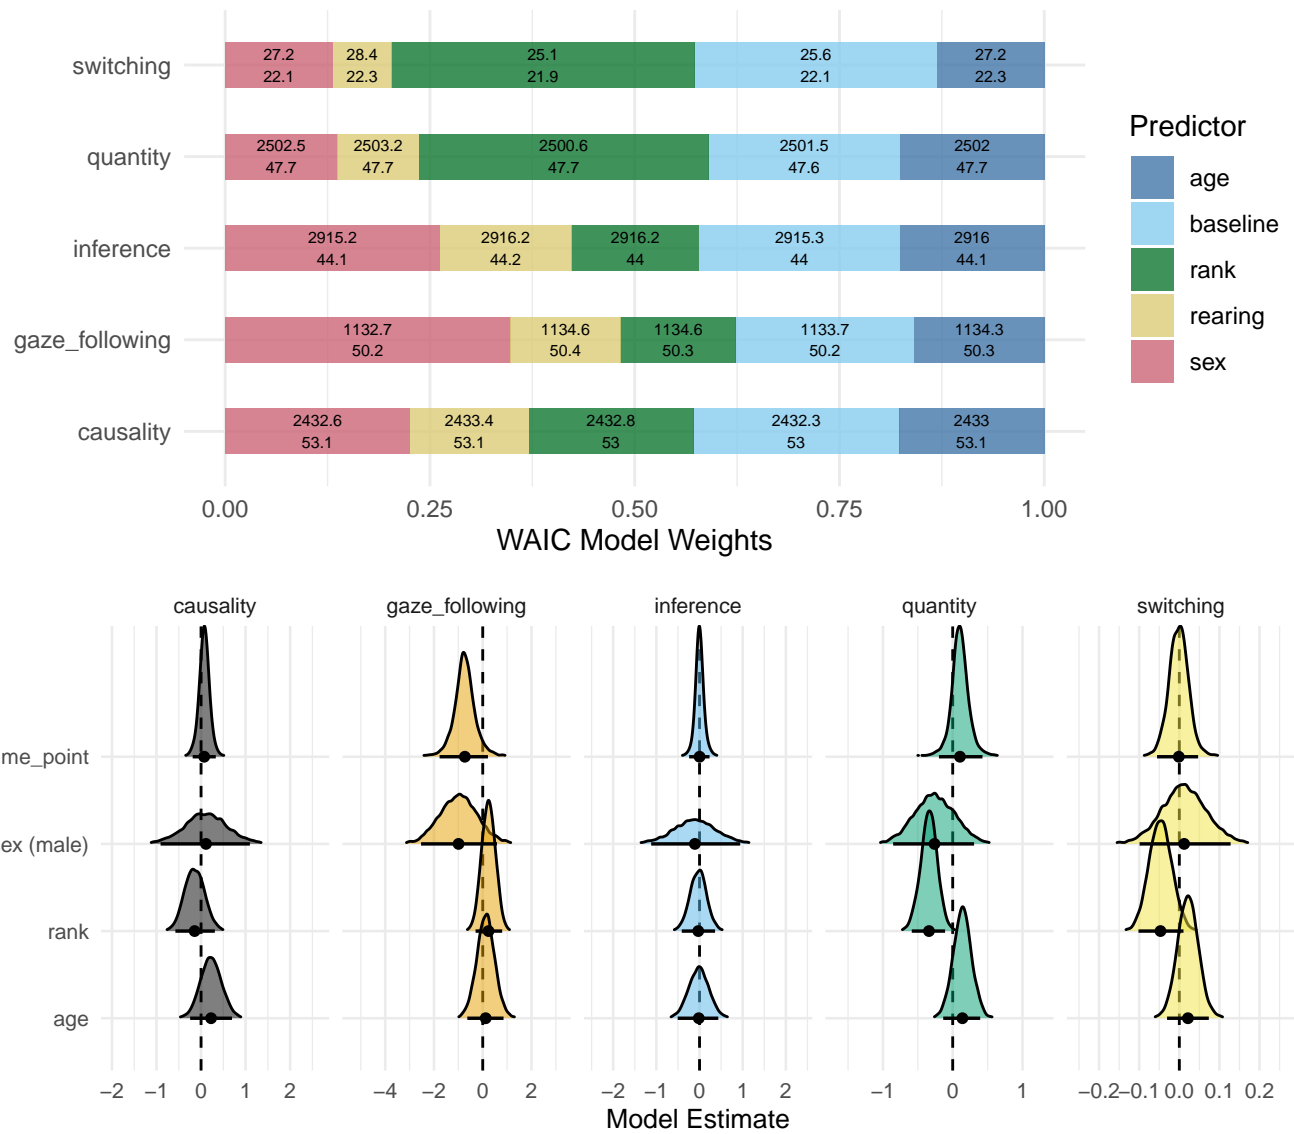 switching
27.2 28.4 25.1 25.6 27.2
22.1 22.3 21.9 22.1 22.3
quantity
2502.5 2503.2 2500.6 2501.5 2502
47.7 47.7 47.7 47.6 47.7
inference
2915.2 2916.2 2916.2 2915.3 2916
44.1 44.2 44 44 44.1
gaze_following
1132.7 1134.6 1134.6 1133.7 1134.3
50.2 50.4 50.3 50.2 50.3
causality
2432.6 2433.4 2432.8 2432.3 2433
53.1 53.1 53 53 53.1
0.00 0.25 0.50 0.75 1.00
WAIC Model Weights
Predictor
age
baseline
rank
rearing
sex
causality gaze_following inference quantity switching
me_point
ex (male)
rank
age
−2 −1 0 1 2 −4 −2 0 2 −2 −1 0 1 2 −1 0 1 −0.2 −0.1 0.0 0.1 0.2
Model Estimate